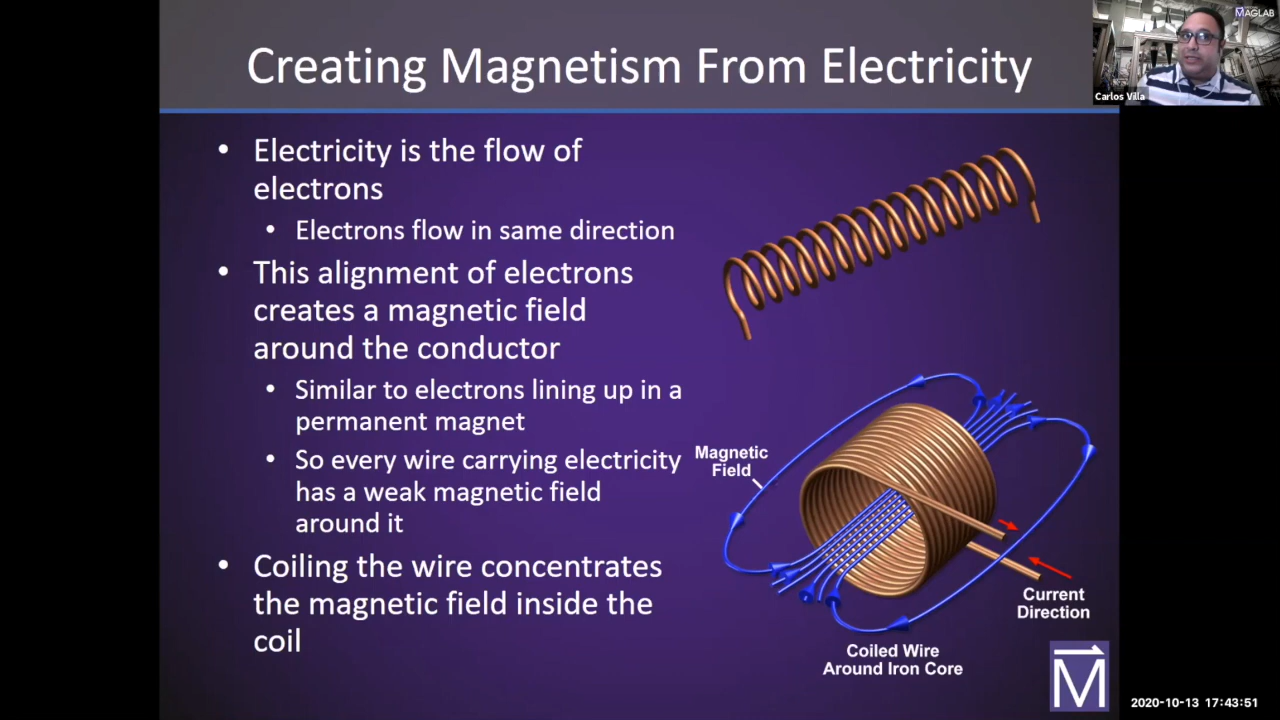 Creating Magnetism From Electricity
MAGLAB
Carlos Villa
• Electricity is the flow of
electrons
• Electrons flow in same direction
• This alignment of electrons
creates a magnetic field
around the conductor
• Similar to electrons lining up in a
permanent magnet
• So every wire carrying electricity
has a weak magnetic field
around it
• Coiling the wire concentrates
the magnetic field inside the
coil
Magnetic
Field
Current
Direction
Coiled Wire
Around Iron Core
M
2020-10-13 17:43:51